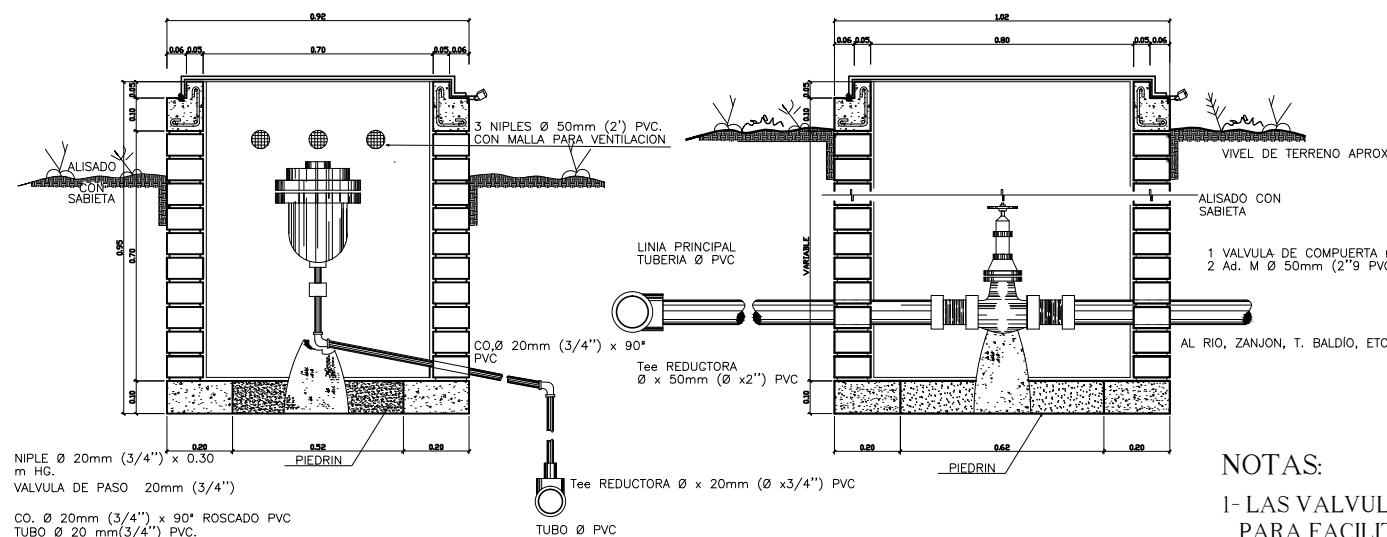 0.92
0.06 0.05 0.70 0.05 0.06
0.05
0.10
0.95
0.70
0.10
ALISADO
CON
SABIETA
3 NIPLES Ø 50mm (2') PVC.
CON MALLA PARA VENTILACION
CO,Ø 20mm (3/4'') x 90°
PVC
0.20 0.52 0.20
PIEDRIN
NIPLE Ø 20mm (3/4'') x 0.30
m HG.
VALVULA DE PASO 20mm (3/4'')
CO. Ø 20mm (3/4'') x 90° ROSCADO PVC
TUBO Ø 20 mm(3/4'') PVC.
Tee REDUCTORA Ø x 20mm (Ø x3/4'') PVC
TUBO Ø PVC
1.02
0.06 0.05 0.80 0.05 0.06
0.05
0.10
VARIABLE
0.10
VIVEL DE TERRENO APROX
ALISADO CON
SABIETA
LINIA PRINCIPAL
TUBERIA Ø PVC
1 VALVULA DE COMPUERTA
2 Ad. M Ø 50mm (2''9 PVC
AL RIO, ZANJON, T. BALDÍO, ETC
Tee REDUCTORA
Ø x 50mm (Ø x2'') PVC
0.20 0.62 0.20
PIEDRIN
NOTAS:
1- LAS VALVUL
PARA FACILIT